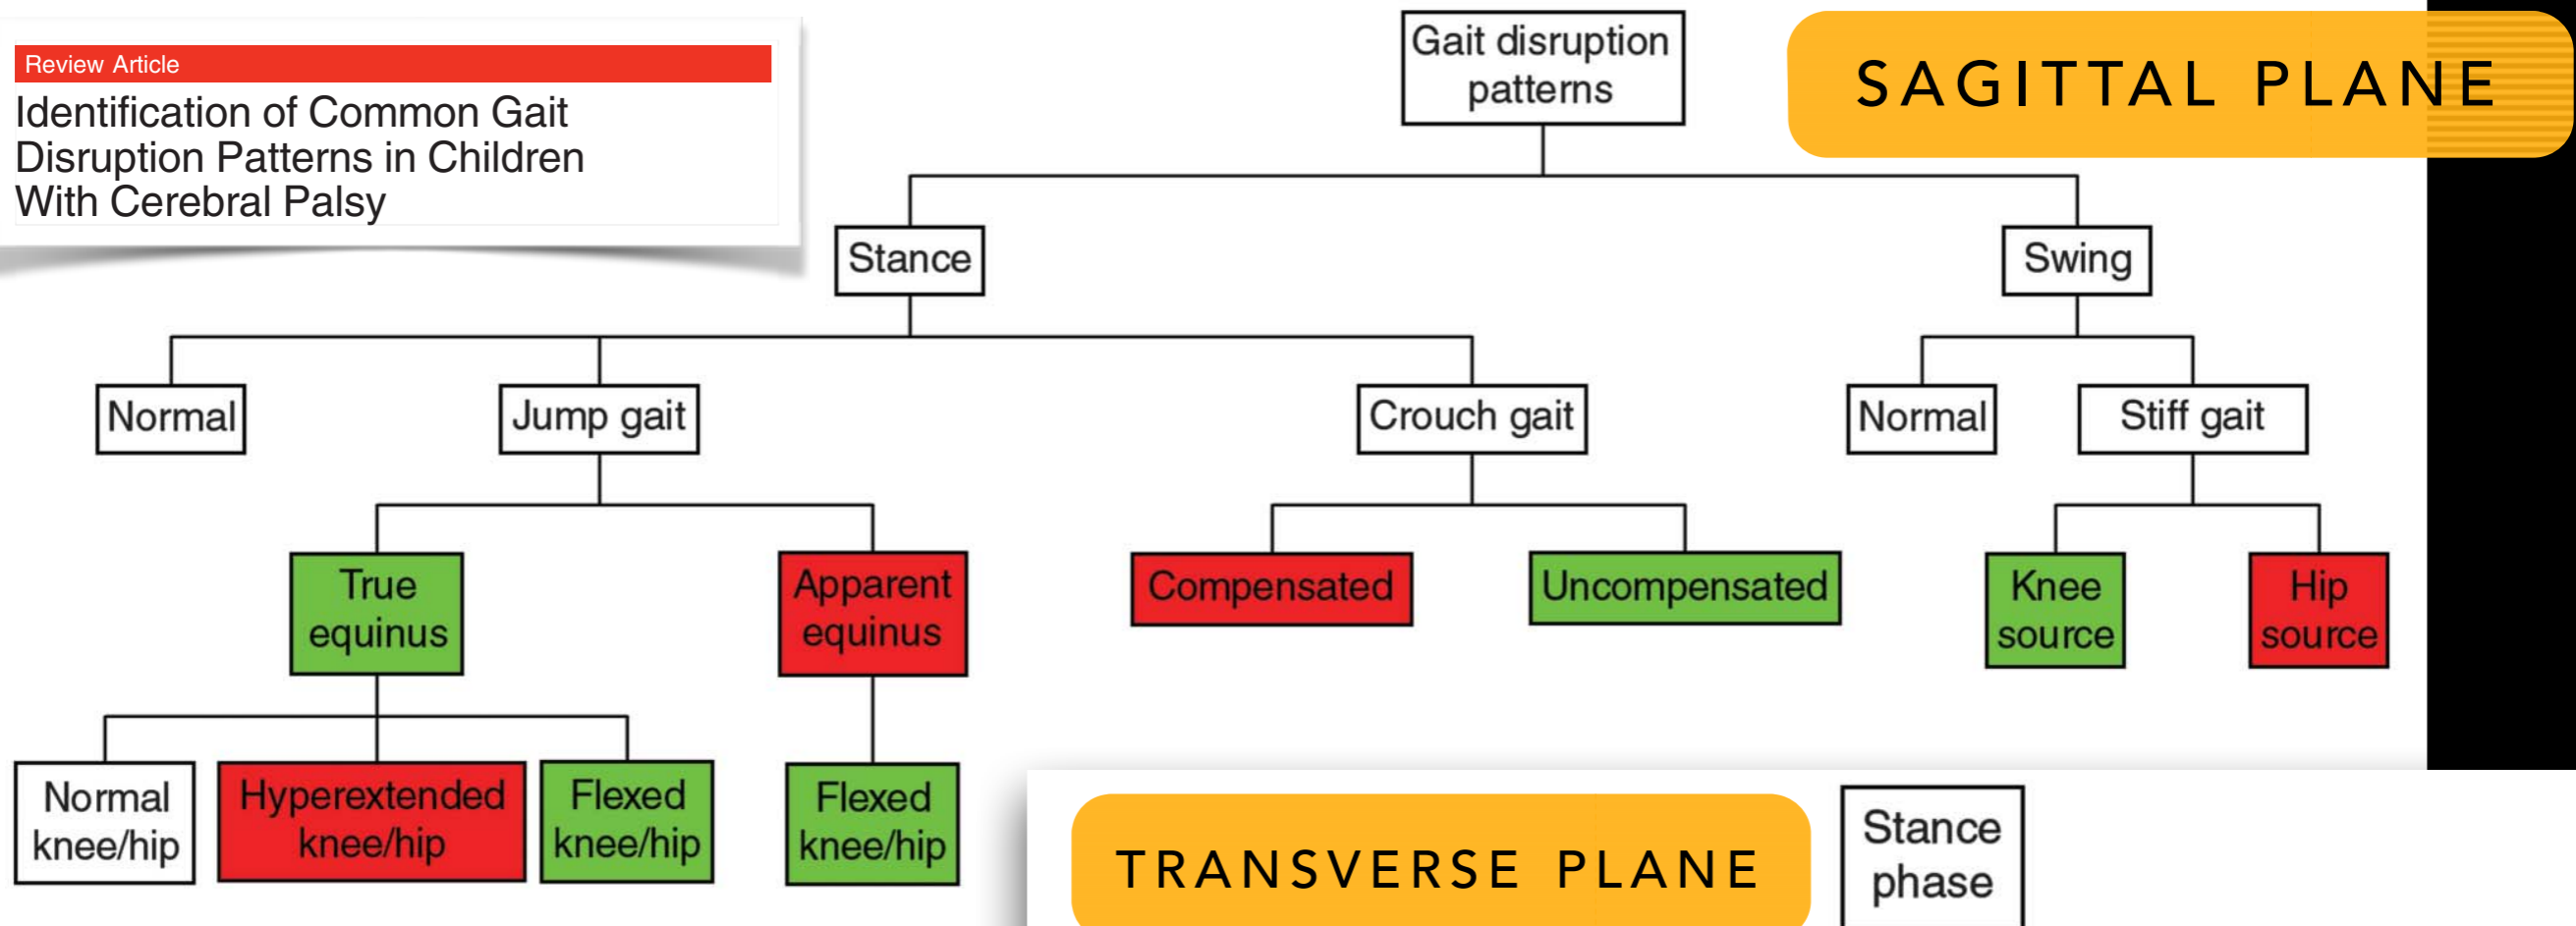 Review Article
Identification of Common Gait
Disruption Patterns in Children
With Cerebral Palsy
Gait disruption
patterns
SAGITTAL PLANE
Stance
Swing
Normal
Jump gait
Crouch gait
Normal
Stiff gait
True
equinus
Apparent
equinus
Compensated
Uncompensated
Knee
source
Hip
source
Normal
knee/hip
Hyperextended
knee/hip
Flexed
knee/hip
Flexed
knee/hip
TRANSVERSE PLANE
Stance
phase